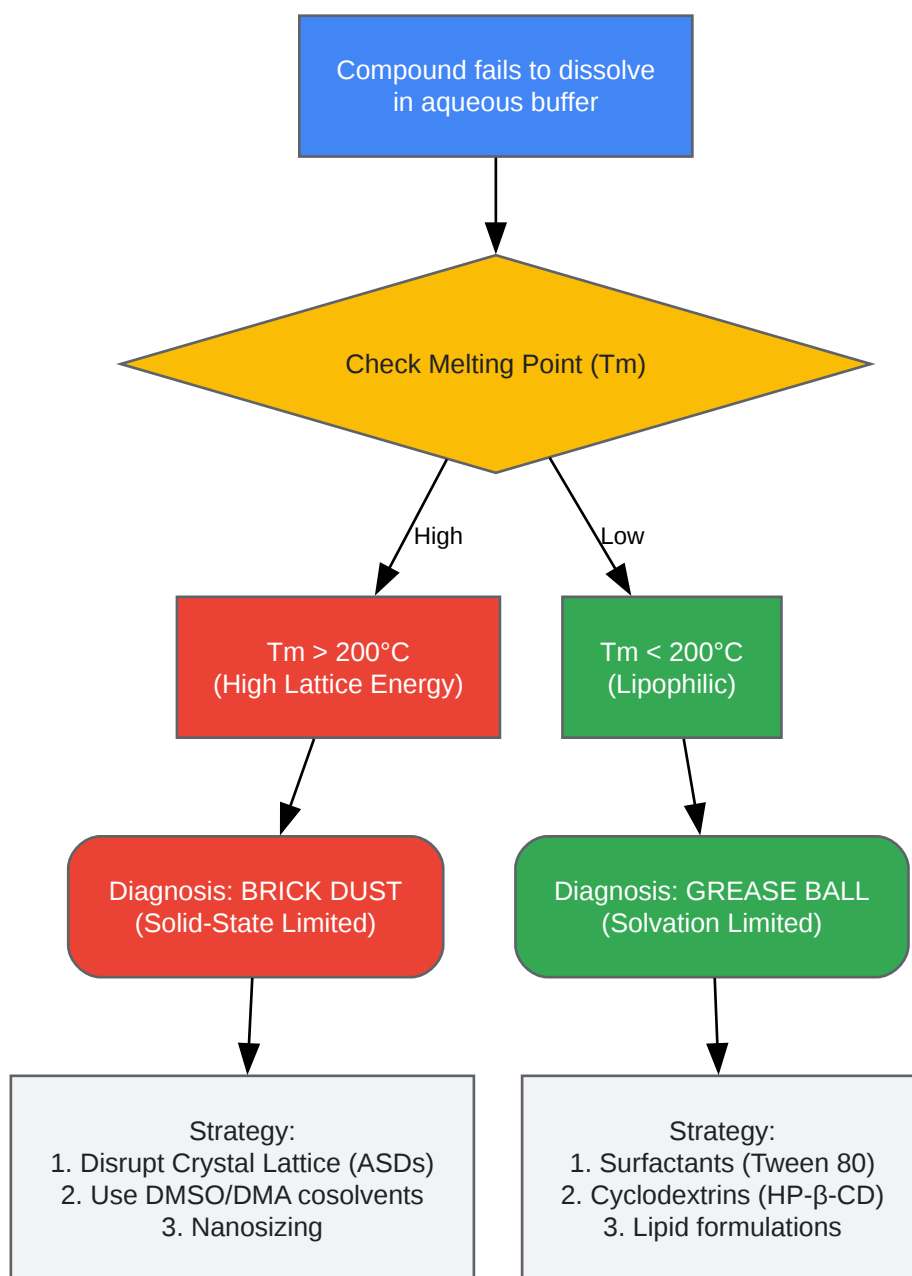 Compound fails to dissolve
in aqueous buffer
Check Melting Point (Tm)
High
Low
Tm > 200°C
(High Lattice Energy)
Tm < 200°C
(Lipophilic)
Diagnosis: BRICK DUST
(Solid-State Limited)
Diagnosis: GREASE BALL
(Solvation Limited)
Strategy:
1. Disrupt Crystal Lattice (ASDs)
2. Use DMSO/DMA cosolvents
3. Nanosizing
Strategy:
1. Surfactants (Tween 80)
2. Cyclodextrins (HP-β-CD)
3. Lipid formulations